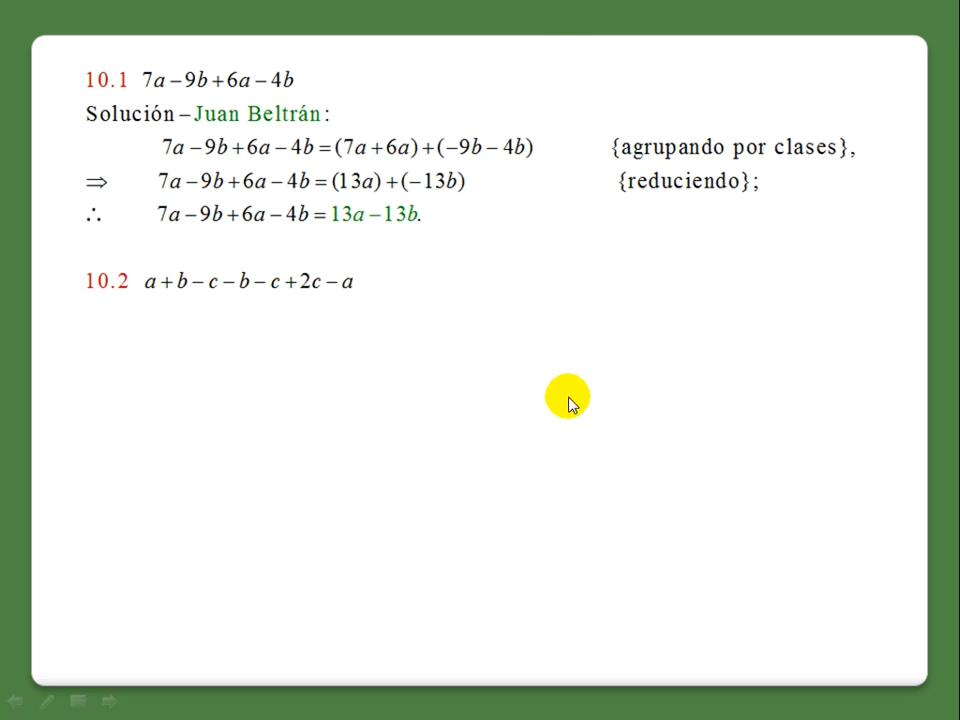 10.1 7a − 9b + 6a − 4b
Solución – Juan Beltrán:
7a − 9b + 6a − 4b = (7a + 6a) + (−9b − 4b) {agrupando por clases},
⇒ 7a − 9b + 6a − 4b = (13a) + (−13b) {reduciendo};
∴ 7a − 9b + 6a − 4b = 13a − 13b.
10.2 a + b − c − b − c + 2c − a